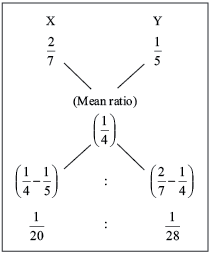 X Y
2/7 1/5
(Mean ratio)
(1/4)
(1/4 − 1/5) : (2/7 − 1/4)
1/20 : 1/28